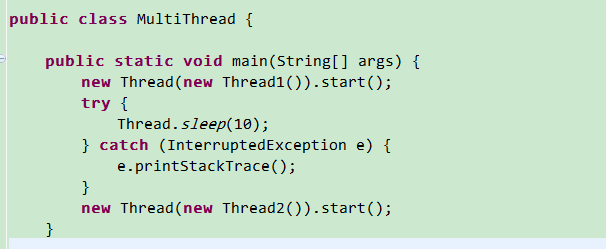 public class MultiThread {
public static void main(String[] args) {
new Thread(new Thread1()).start();
try {
Thread.sleep(10);
} catch (InterruptedException e) {
e.printStackTrace();
}
new Thread(new Thread2()).start();
}